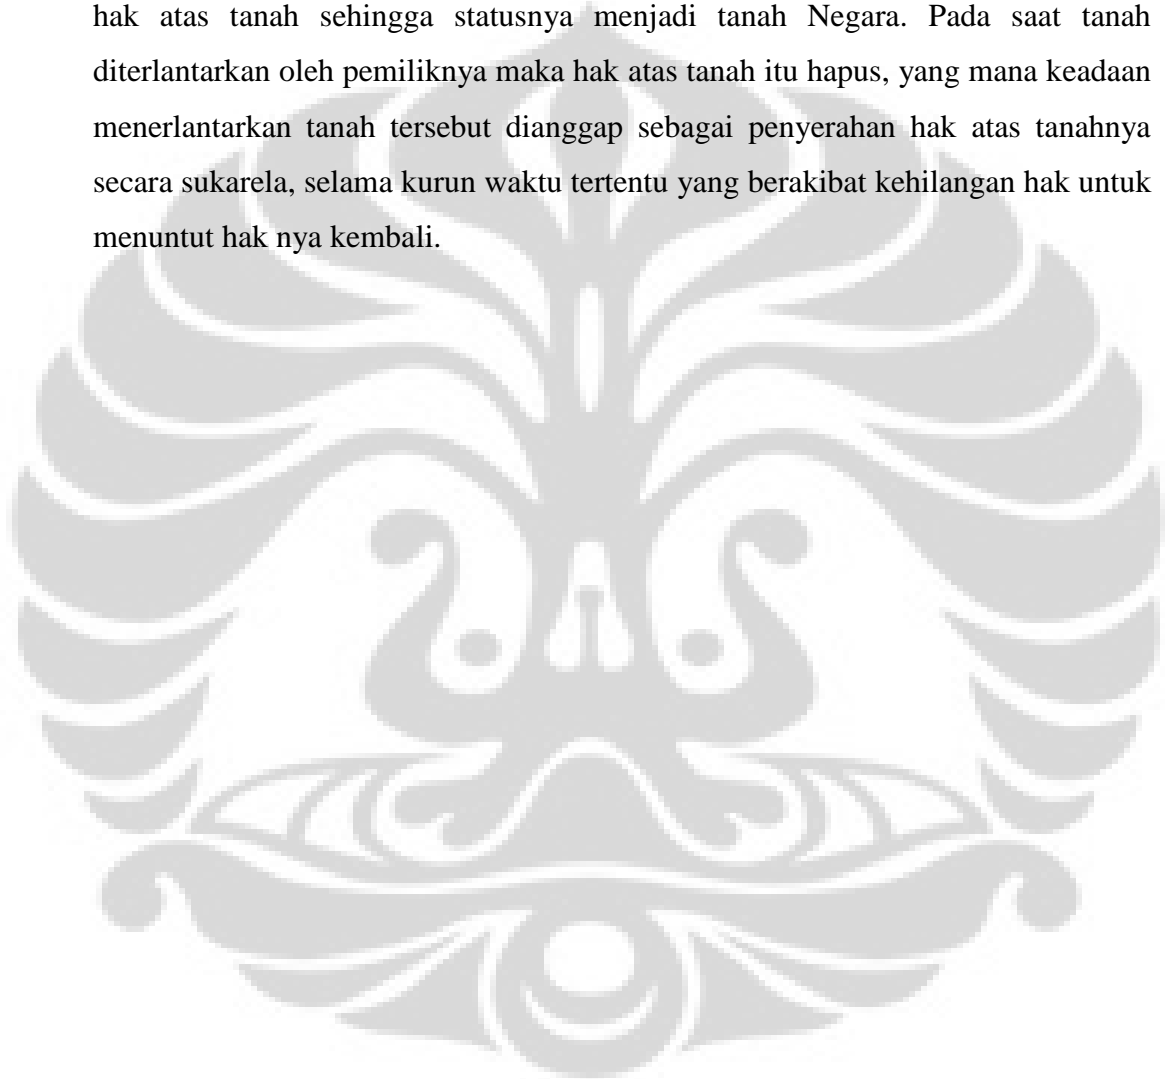 hak atas tanah sehingga statusnya menjadi tanah Negara. Pada saat tanah
diterlantarkan oleh pemiliknya maka hak atas tanah itu hapus, yang mana keadaan
menerlantarkan tanah tersebut dianggap sebagai penyerahan hak atas tanahnya
secara sukarela, selama kurun waktu tertentu yang berakibat kehilangan hak untuk
menuntut hak nya kembali.